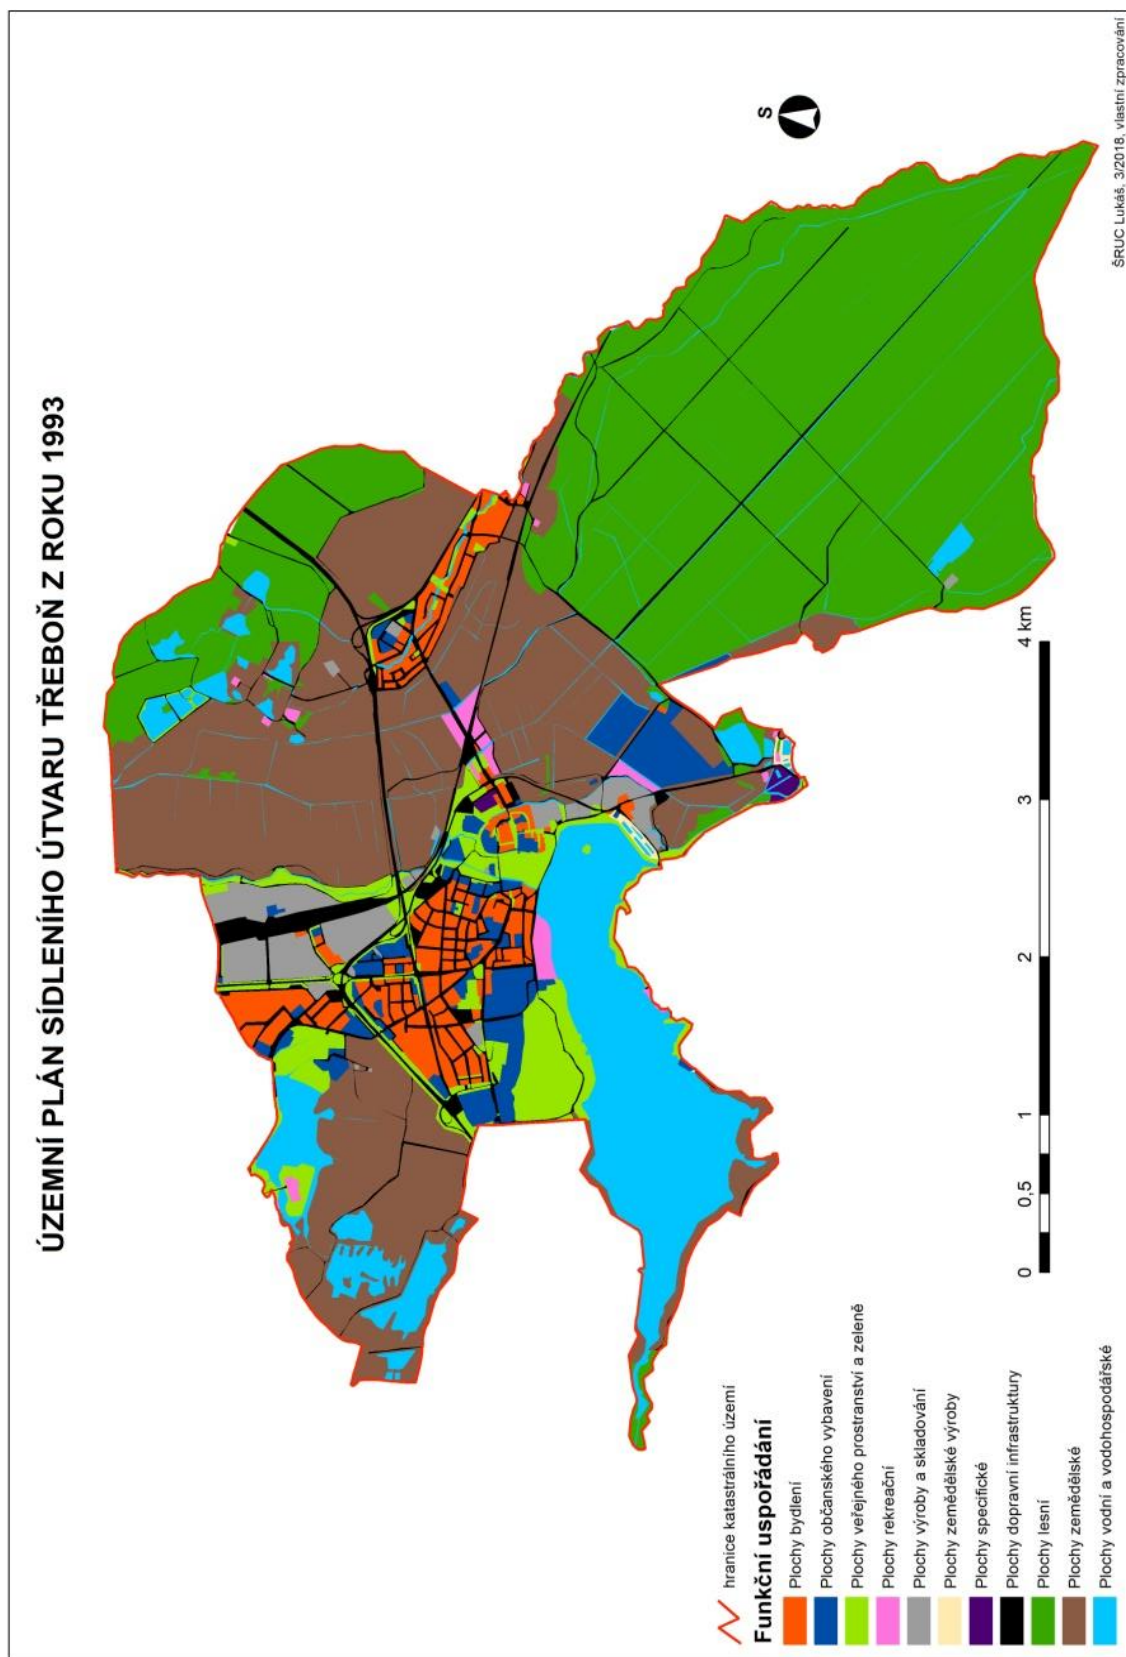 ÚZEMNÍ PLÁN SÍDLENÍHO ÚTVARU TŘEBOŇ Z ROKU 1993
S
hranice katastrálního území
Funkční uspořádání
Plochy bydlení
Plochy občanského vybavení
Plochy veřejného prostranství a zeleně
Plochy rekreační
Plochy výroby a skladování
Plochy zemědělské výroby
Plochy specifické
Plochy dopravní infrastruktury
Plochy lesní
Plochy zemědělské
Plochy vodní a vodohospodářské
0 0,5 1 2 3 4 km
ŠRUC Lukáš, 3/2018, vlastní zpracování